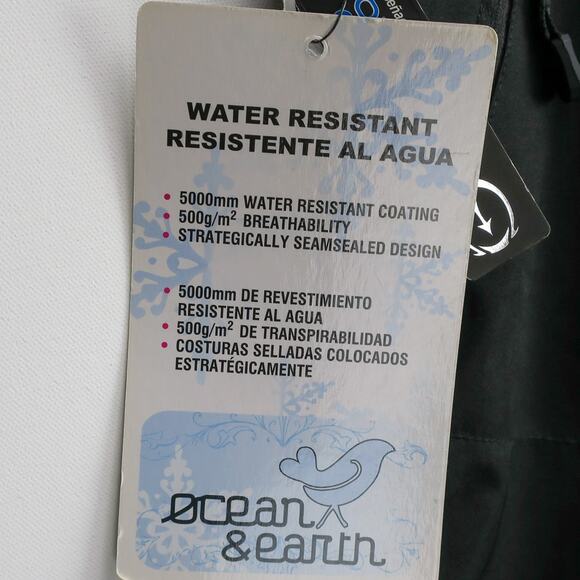 WATER RESISTANT
RESISTENTE AL AGUA
• 5000mm WATER RESISTANT COATING
• 500g/m² BREATHABILITY
• STRATEGICALLY SEAMSEALED DESIGN
• 5000mm DE REVESTIMIENTO
RESISTENTE AL AGUA
• 500g/m² DE TRANSPIRABILIDAD
• COSTURAS SELLADAS COLOCADOS
ESTRATÉGICAMENTE
ocean
&earth